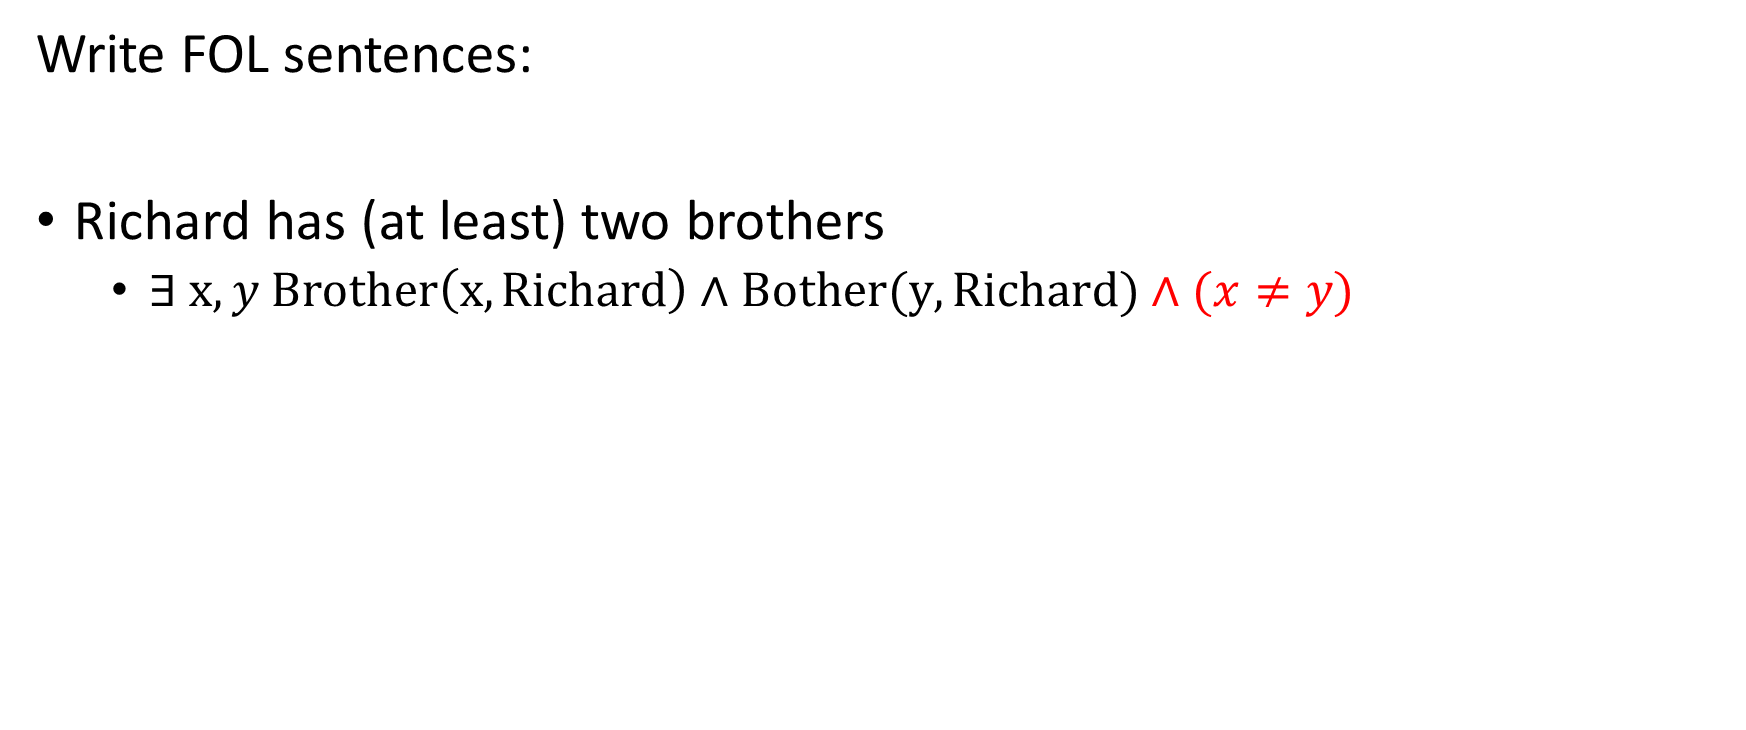 Write FOL sentences:
• Richard has (at least) two brothers
• ∃ x, y Brother(x, Richard) ∧ Bother(y, Richard) ∧ (x ≠ y)